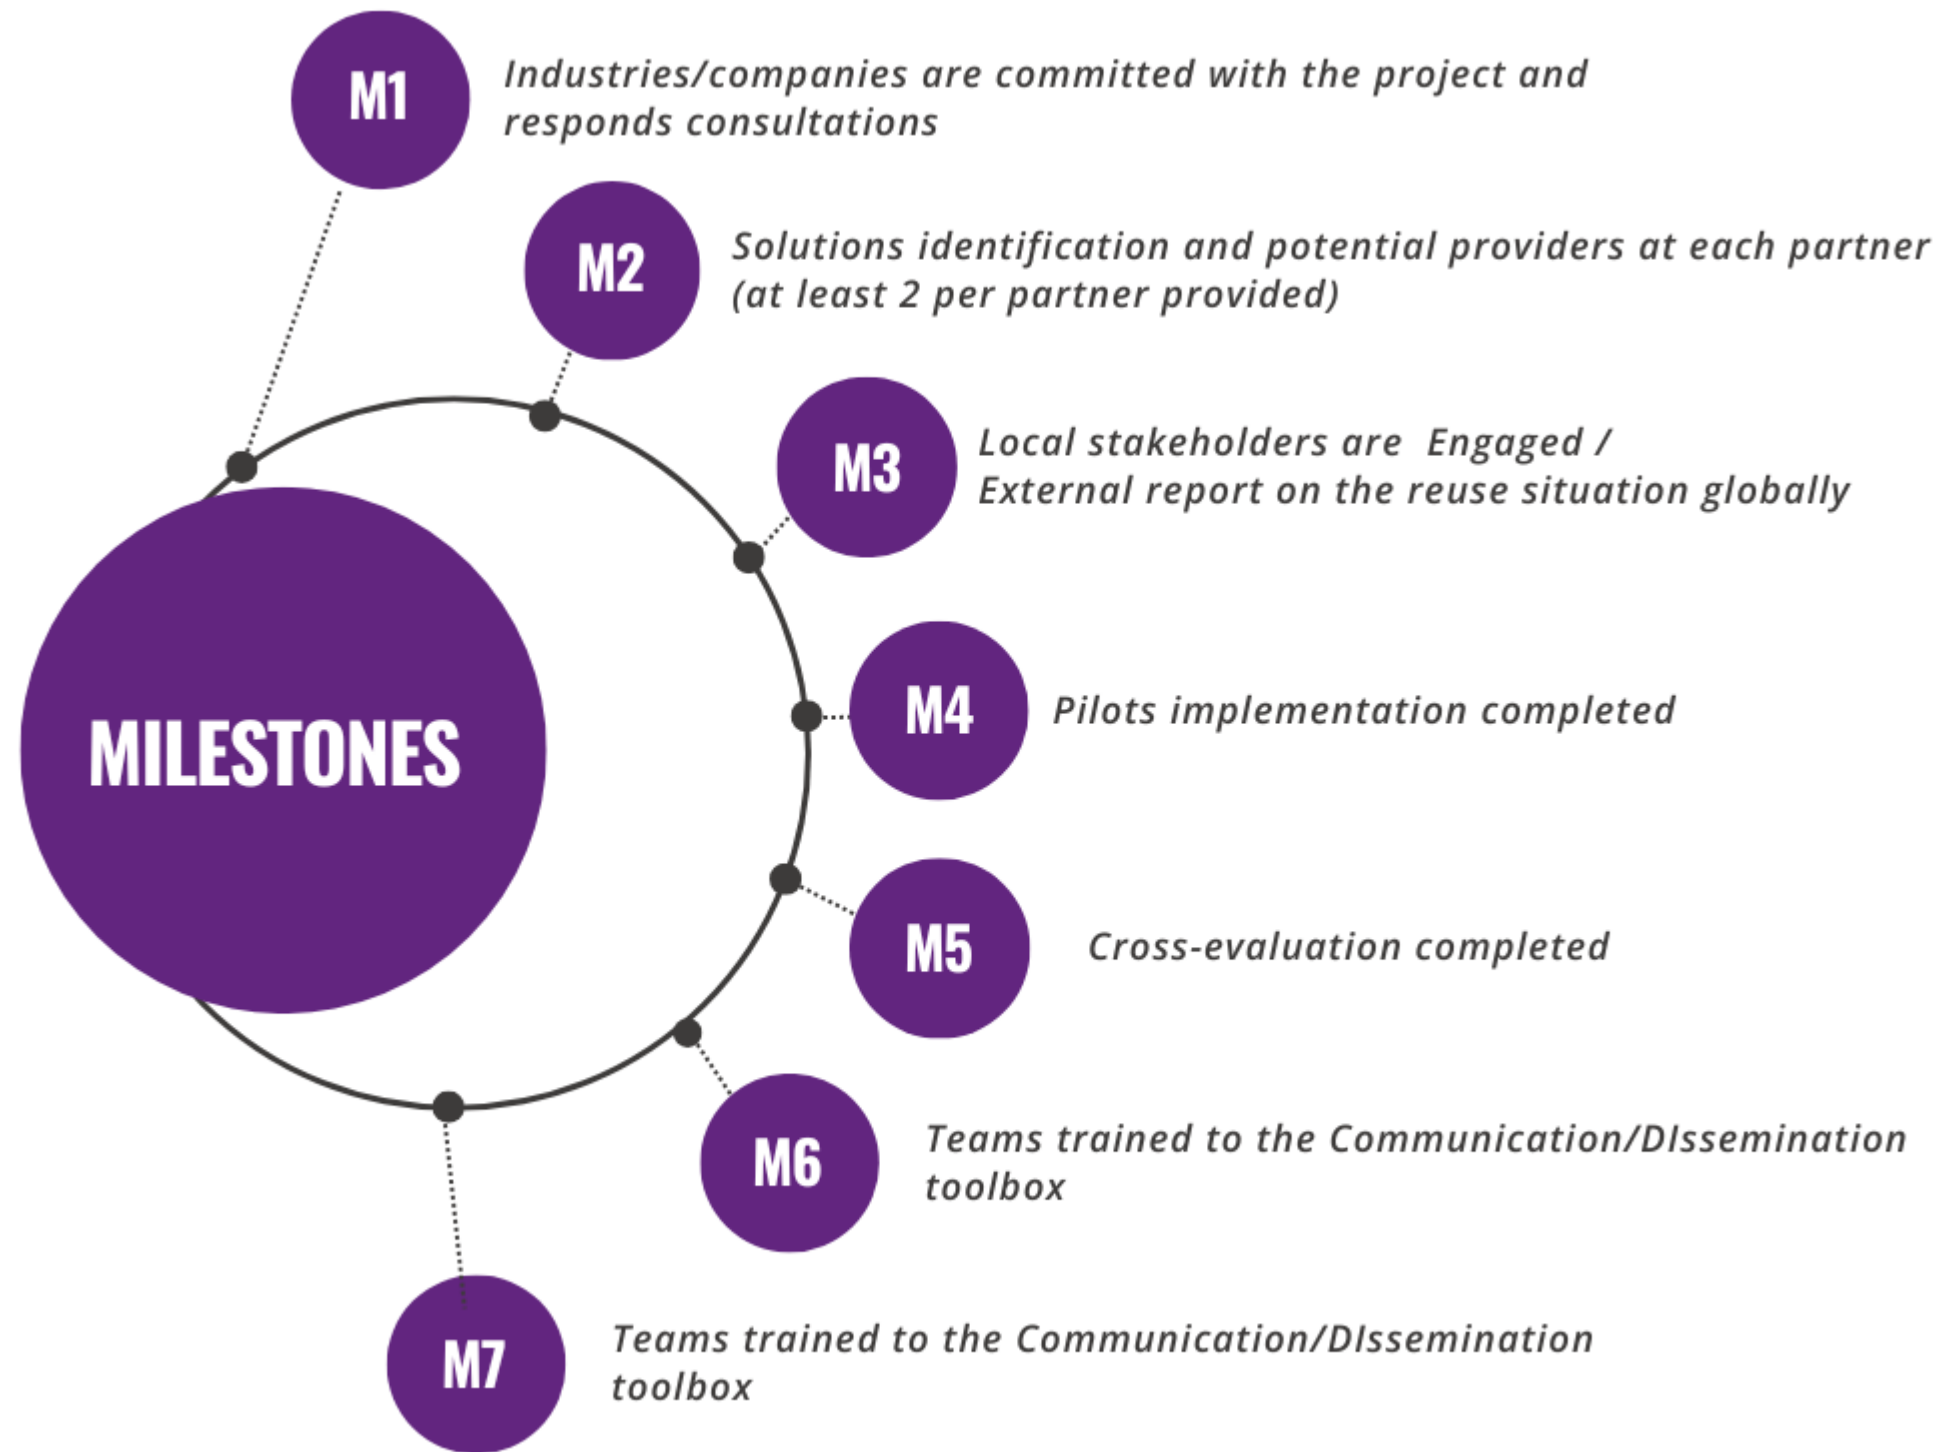 M1
Industries/companies are committed with the project and
responds consultations
M2
Solutions identification and potential providers at each partner
(at least 2 per partner provided)
M3
Local stakeholders are  Engaged /
External report on the reuse situation globally
MILESTONES
M4
Pilots implementation completed
M5
Cross-evaluation completed
M6
Teams trained to the Communication/DIssemination
toolbox
M7
Teams trained to the Communication/DIssemination
toolbox